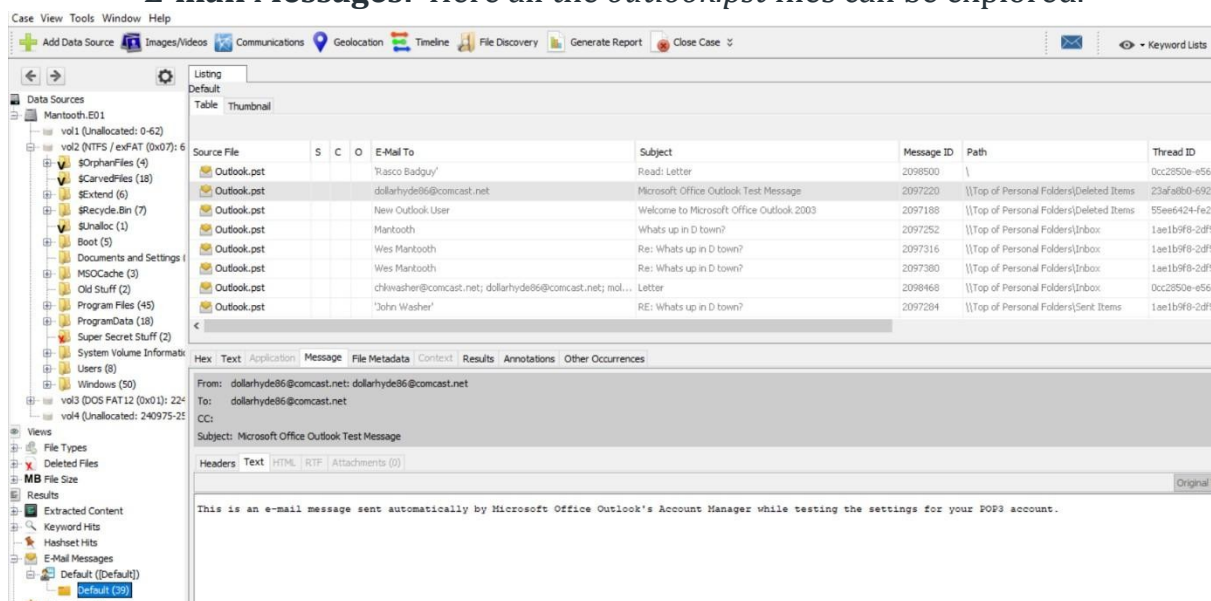 E-mail Messages: Here all the outlook.pst files can be explored.
Case View Tools Window Help
Add Data Source Images/Videos Communications Geolocation Timeline File Discovery Generate Report Close Case Keyword Lists
Listing
Default
Table Thumbnail
Data Sources
Mantooth.E01
vol1 (Unallocated: 0-62)
vol2 (NTFS / exFAT (0x07): 6
$OrphanFiles (4)
$CarvedFiles (18)
$Extend (6)
$Recycle.Bin (7)
$Unalloc (1)
Boot (5)
Documents and Settings (
MSOCache (3)
Old Stuff (2)
Program Files (45)
ProgramData (18)
Super Secret Stuff (2)
System Volume Informatic
Users (8)
Windows (50)
vol3 (DOS FAT12 (0x01): 224
vol4 (Unallocated: 240975-25
Views
File Types
Deleted Files
MB File Size
Results
Extracted Content
Keyword Hits
Hashset Hits
E-Mail Messages
Default ([Default])
Default (39)
Source File S C O E-Mail To Subject Message ID Path Thread ID
Outlook.pst 'Rasco Badguy' Read: Letter 2098500 \ 0cc2850e-e56
Outlook.pst dollarhyde86@comcast.net Microsoft Office Outlook Test Message 2097220 \\Top of Personal Folders\Deleted Items 23afa8b0-692
Outlook.pst New Outlook User Welcome to Microsoft Office Outlook 2003 2097188 \\Top of Personal Folders\Deleted Items 55ee6424-fe2
Outlook.pst Mantooth Whats up in D town? 2097252 \\Top of Personal Folders\Inbox 1ae1b9f8-2df
Outlook.pst Wes Mantooth Re: Whats up in D town? 2097316 \\Top of Personal Folders\Inbox 1ae1b9f8-2df
Outlook.pst Wes Mantooth Re: Whats up in D town? 2097380 \\Top of Personal Folders\Inbox 1ae1b9f8-2df
Outlook.pst chkwasher@comcast.net; dollarhyde86@comcast.net; mol... Letter 2098468 \\Top of Personal Folders\Inbox 0cc2850e-e56
Outlook.pst 'John Washer' RE: Whats up in D town? 2097284 \\Top of Personal Folders\Sent Items 1ae1b9f8-2df
Hex Text Application Message File Metadata Context Results Annotations Other Occurrences
From: dollarhyde86@comcast.net: dollarhyde86@comcast.net
To: dollarhyde86@comcast.net
CC:
Subject: Microsoft Office Outlook Test Message
Headers Text HTML RTF Attachments (0)
Original
This is an e-mail message sent automatically by Microsoft Office Outlook's Account Manager while testing the settings for your POP3 account.